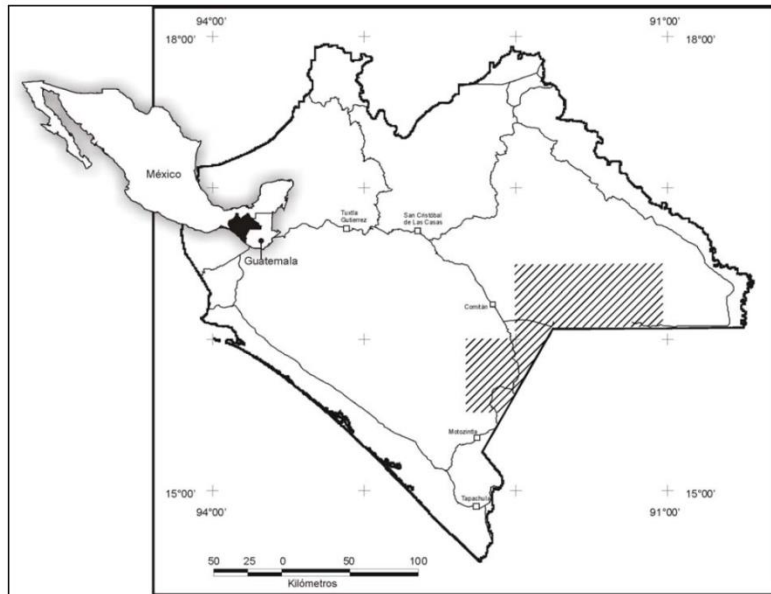 94°00' 91°00'
18°00' 18°00'
México
Tuxtla
Gutierrez
San Cristóbal
de Las Casas
Guatemala
Comitán
Motozintla
Tapachula
15°00' 15°00'
94°00' 91°00'
50 25 0 50 100
Kilómetros